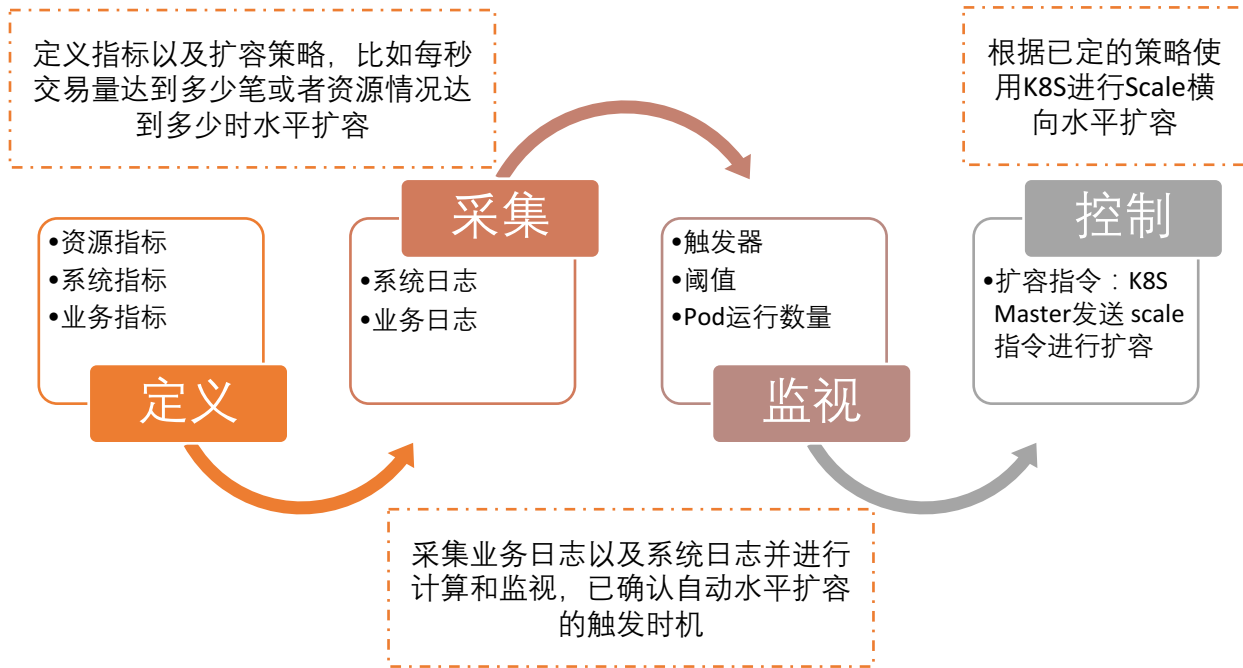 定义指标以及扩容策略，比如每秒
交易量达到多少笔或者资源情况达
到多少时水平扩容
根据已定的策略使
用K8S进行Scale横
向水平扩容
•资源指标
•系统指标
•业务指标
定义
采集
•系统日志
•业务日志
•触发器
•阈值
•Pod运行数量
监视
控制
•扩容指令：K8S
Master发送 scale
指令进行扩容
采集业务日志以及系统日志并进行
计算和监视，已确认自动水平扩容
的触发时机